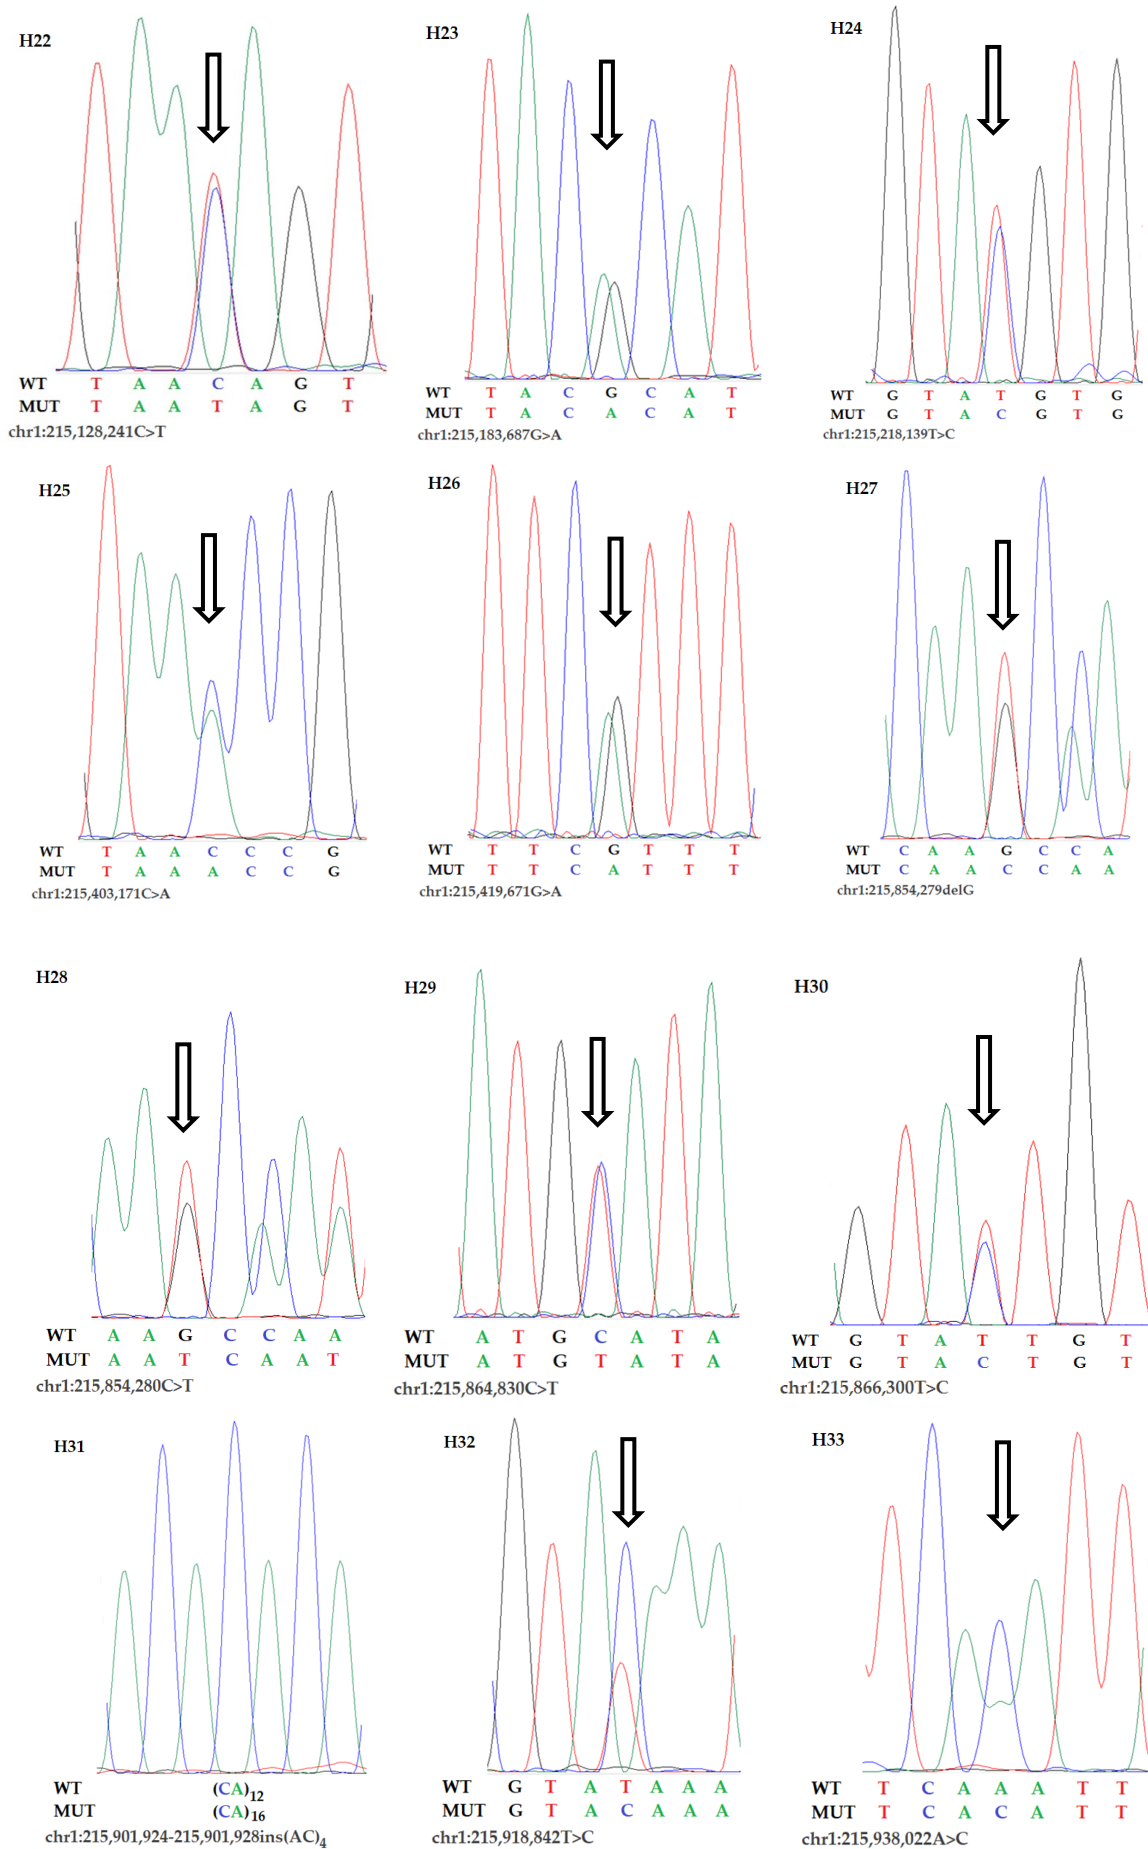 H22
WT T A A C A G T
MUT T A A T A G T
chr1:215,128,241C>T
H23
WT T A C G C A T
MUT T A C A C A T
chr1:215,183,687G>A
H24
WT G T A T G T G
MUT G T A C G T G
chr1:215,218,139T>C
H25
WT T A A C C C G
MUT T A A A C C G
chr1:215,403,171C>A
H26
WT T T C G T T T
MUT T T C A T T T
chr1:215,419,671G>A
H27
WT C A A G C C A
MUT C A A C C A A
chr1:215,854,279delG
H28
WT A A G C C A A
MUT A A T C A A T
chr1:215,854,280C>T
H29
WT A T G C A T A
MUT A T G T A T A
chr1:215,864,830C>T
H30
WT G T A T T G T
MUT G T A C T G T
chr1:215,866,300T>C
H31
WT (CA)12
MUT (CA)16
chr1:215,901,924-215,901,928ins(AC)4
H32
WT G T A T A A A
MUT G T A C A A A
chr1:215,918,842T>C
H33
WT T C A A A T T
MUT T C A C A T T
chr1:215,938,022A>C